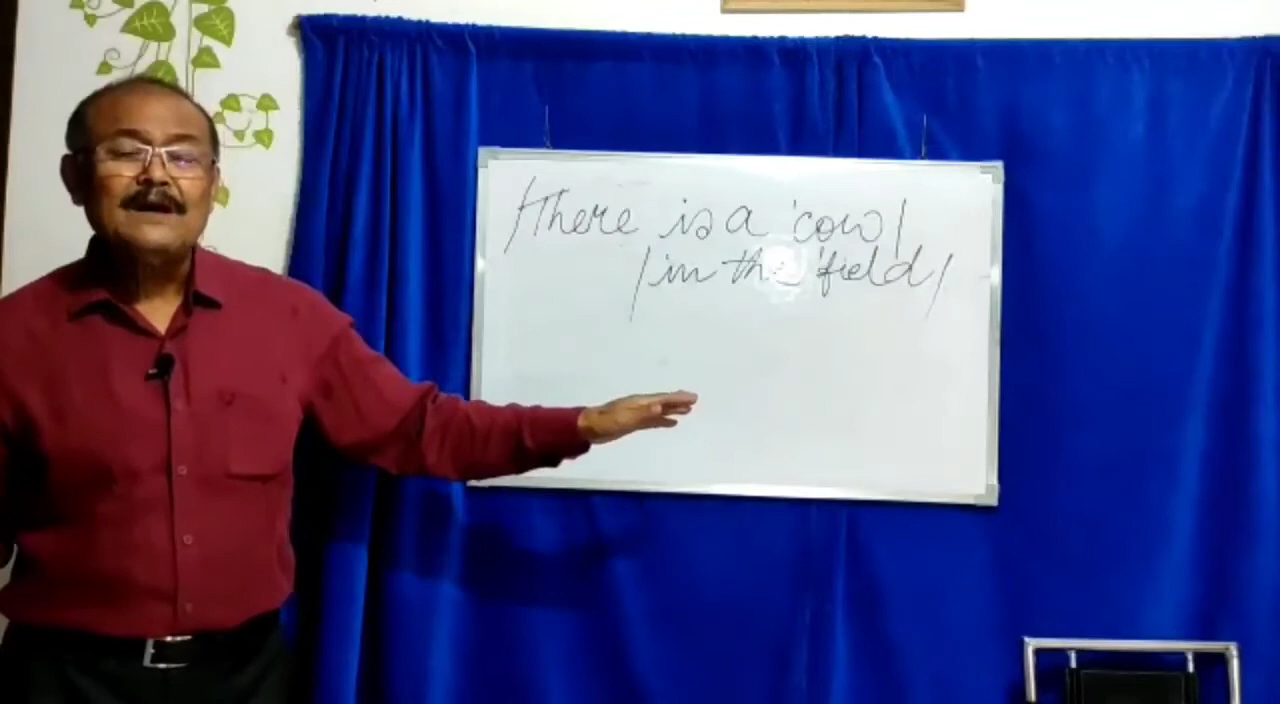 /There is a 'cow/
/in the 'field/